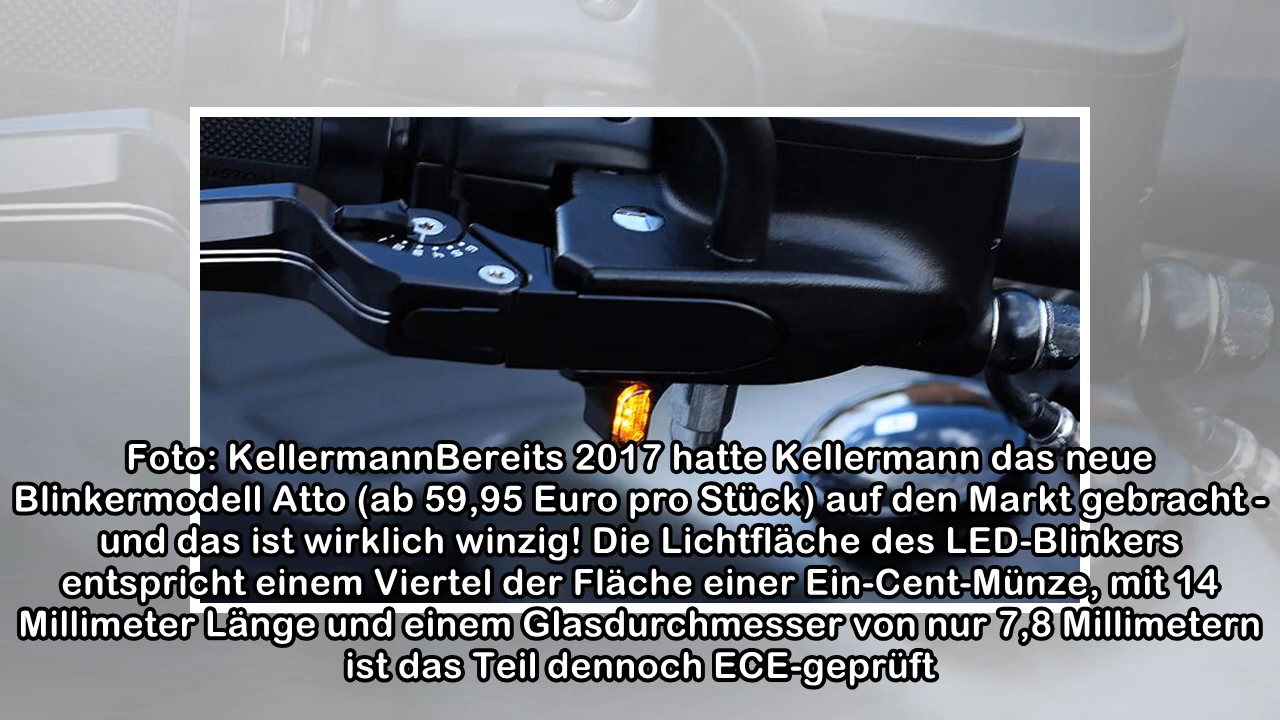 Foto: KellermannBereits 2017 hatte Kellermann das neue
Blinkermodell Atto (ab 59,95 Euro pro Stück) auf den Markt gebracht -
und das ist wirklich winzig! Die Lichtfläche des LED-Blinkers
entspricht einem Viertel der Fläche einer Ein-Cent-Münze, mit 14
Millimeter Länge und einem Glasdurchmesser von nur 7,8 Millimetern
ist das Teil dennoch ECE-geprüft